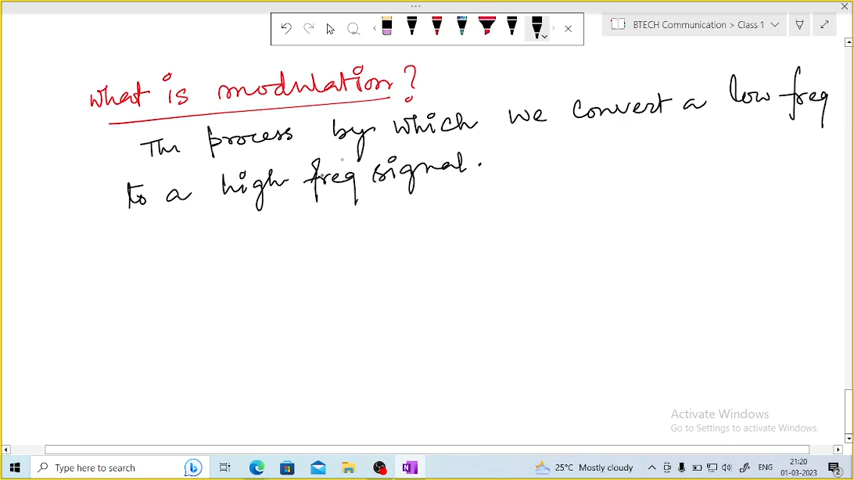 BTECH Communication > Class 1
what is modulation?
The process by which we convert a low freq
to a high freq signal.
Activate Windows
Go to Settings to activate Windows.
Type here to search
25°C Mostly cloudy
ENG
21:20
01-03-2023
2